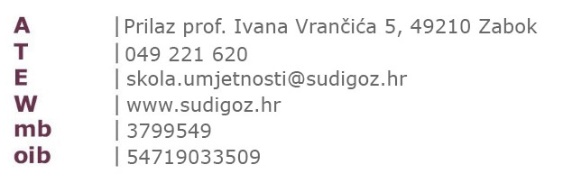 A | Prilaz prof. Ivana Vrančića 5, 49210 Zabok
T | 049 221 620
E | skola.umjetnosti@sudigoz.hr
W | www.sudigoz.hr
mb | 3799549
oib | 54719033509